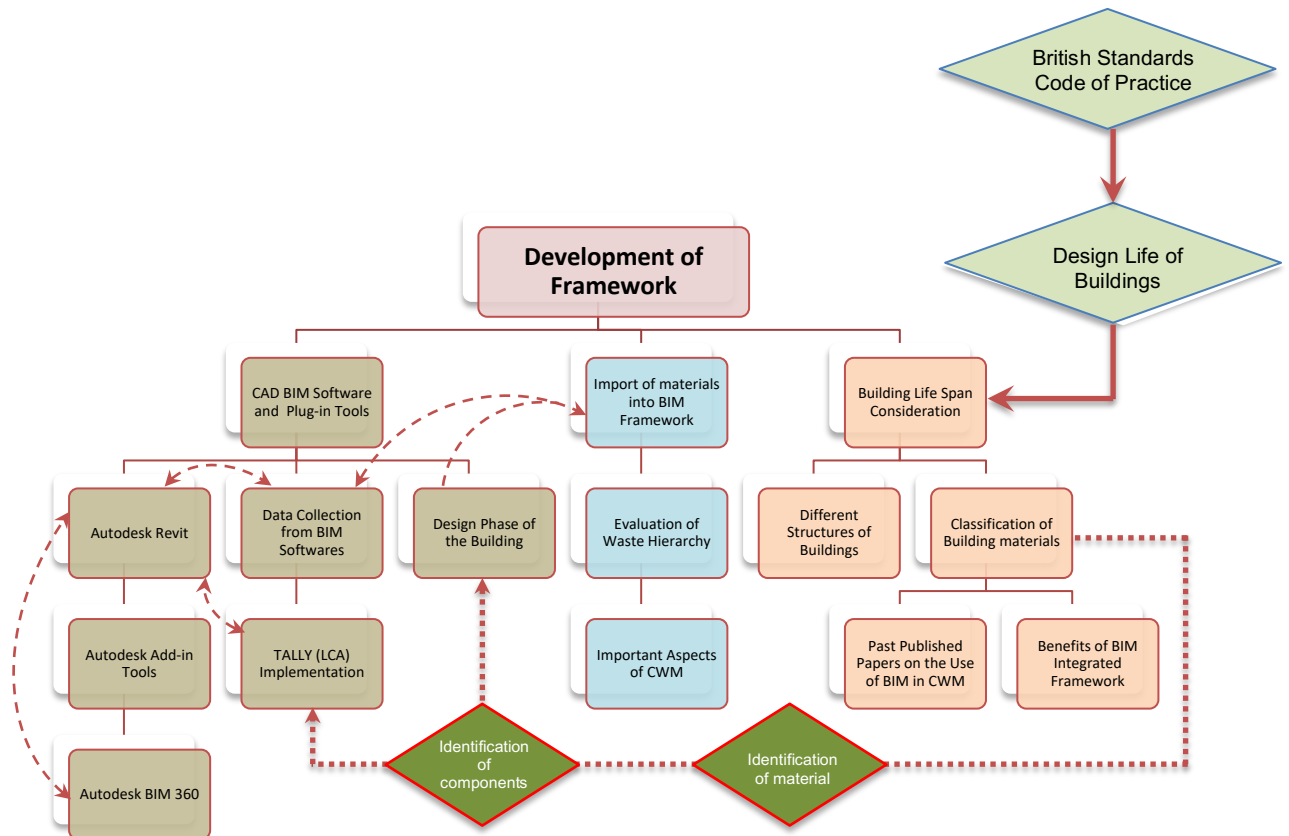 British Standards
Code of Practice
Design Life of
Buildings
Development of
Framework
CAD BIM Software
and Plug-in Tools
Import of materials
into BIM
Framework
Building Life Span
Consideration
Autodesk Revit
Data Collection
from BIM
Softwares
Design Phase of
the Building
Evaluation of
Waste Hierarchy
Different
Structures of
Buildings
Classification of
Building materials
Autodesk Add-in
Tools
TALLY (LCA)
Implementation
Important Aspects
of CWM
Past Published
Papers on the Use
of BIM in CWM
Benefits of BIM
Integrated
Framework
Identification
of
components
Identification
of material
Autodesk BIM 360